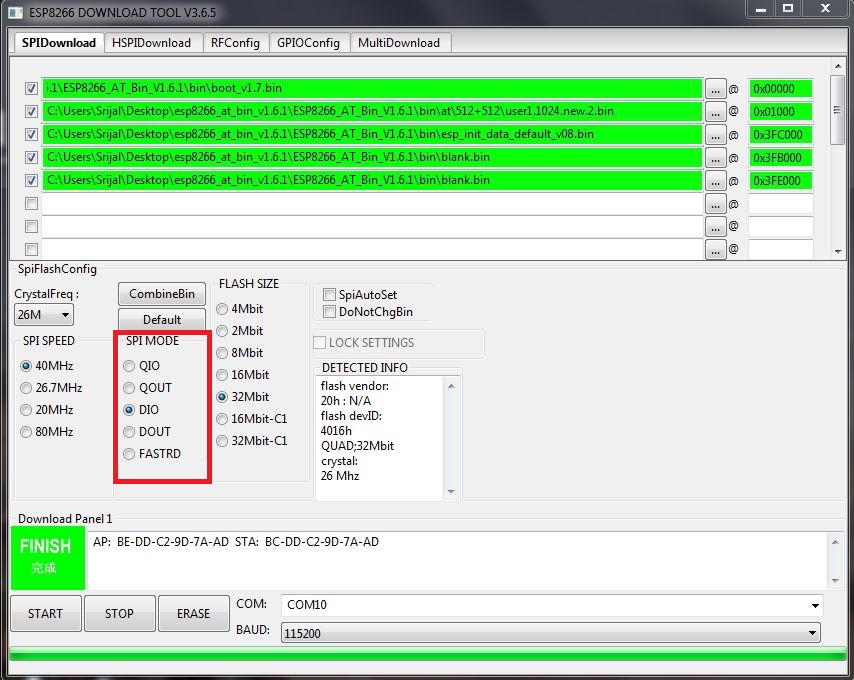 ESP8266 DOWNLOAD TOOL V3.6.5
SPIDownload HSPIDownload RFConfig GPIOConfig MultiDownload
i.1\ESP8266_AT_Bin_V1.6.1\bin\boot_v1.7.bin ... @ 0x00000
C:\Users\Srijal\Desktop\esp8266_at_bin_v1.6.1\ESP8266_AT_Bin_V1.6.1\bin\at\512+512\user1.1024.new.2.bin ... @ 0x01000
C:\Users\Srijal\Desktop\esp8266_at_bin_v1.6.1\ESP8266_AT_Bin_V1.6.1\bin\esp_init_data_default_v08.bin ... @ 0x3FC000
C:\Users\Srijal\Desktop\esp8266_at_bin_v1.6.1\ESP8266_AT_Bin_V1.6.1\bin\blank.bin ... @ 0x3FB000
C:\Users\Srijal\Desktop\esp8266_at_bin_v1.6.1\ESP8266_AT_Bin_V1.6.1\bin\blank.bin ... @ 0x3FE000
... @
... @
... @
SpiFlashConfig
CrystalFreq :
26M
CombineBin
Default
SPI SPEED
40MHz
26.7MHz
20MHz
80MHz
SPI MODE
QIO
QOUT
DIO
DOUT
FASTRD
FLASH SIZE
4Mbit
2Mbit
8Mbit
16Mbit
32Mbit
16Mbit-C1
32Mbit-C1
SpiAutoSet
DoNotChgBin
LOCK SETTINGS
DETECTED INFO
flash vendor:
20h : N/A
flash devID:
4016h
QUAD;32Mbit
crystal:
26 Mhz
Download Panel 1
FINISH
完成
AP: BE-DD-C2-9D-7A-AD STA: BC-DD-C2-9D-7A-AD
START STOP ERASE
COM: COM10
BAUD: 115200